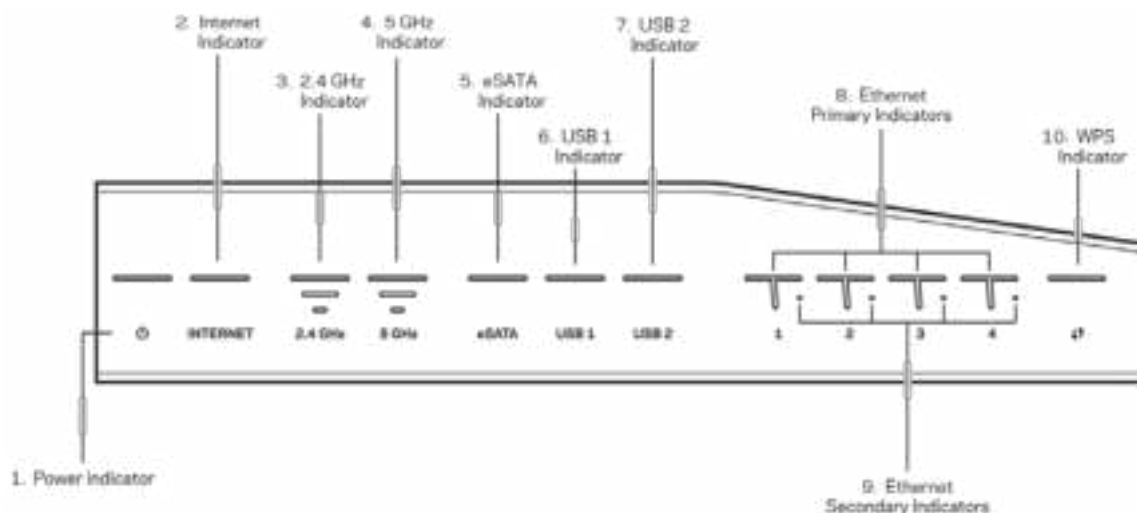 2. Internet
Indicator
4. 5 GHz
Indicator
7. USB 2
Indicator
3. 2.4 GHz
Indicator
5. eSATA
Indicator
8. Ethernet
Primary Indicators
6. USB 1
Indicator
10. WPS
Indicator
INTERNET
2.4 GHz
5 GHz
eSATA
USB 1
USB 2
1
2
3
4
1. Power indicator
9. Ethernet
Secondary Indicators